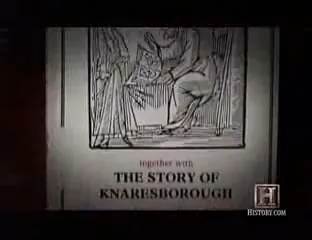 together with
THE STORY OF
KNARESBOROUGH
H
HISTORY.COM